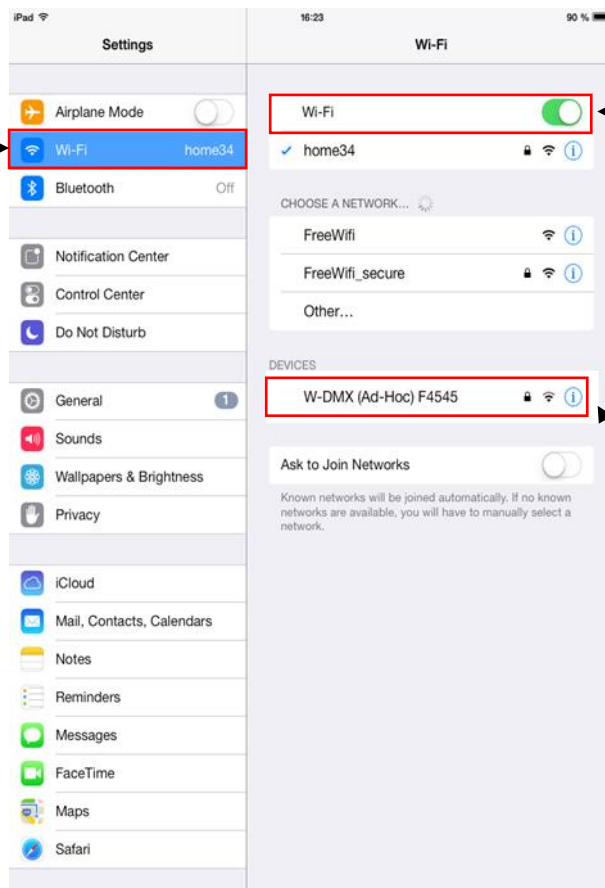 iPad 16:23 90 %
Settings
Wi-Fi
Airplane Mode
Wi-Fi home34
Bluetooth Off
Notification Center
Control Center
Do Not Disturb
General 1
Sounds
Wallpapers & Brightness
Privacy
iCloud
Mail, Contacts, Calendars
Notes
Reminders
Messages
FaceTime
Maps
Safari
Wi-Fi
home34
CHOOSE A NETWORK...
FreeWifi
FreeWifi_secure
Other...
DEVICES
W-DMX (Ad-Hoc) F4545
Ask to Join Networks
Known networks will be joined automatically. If no known
networks are available, you will have to manually select a
network.